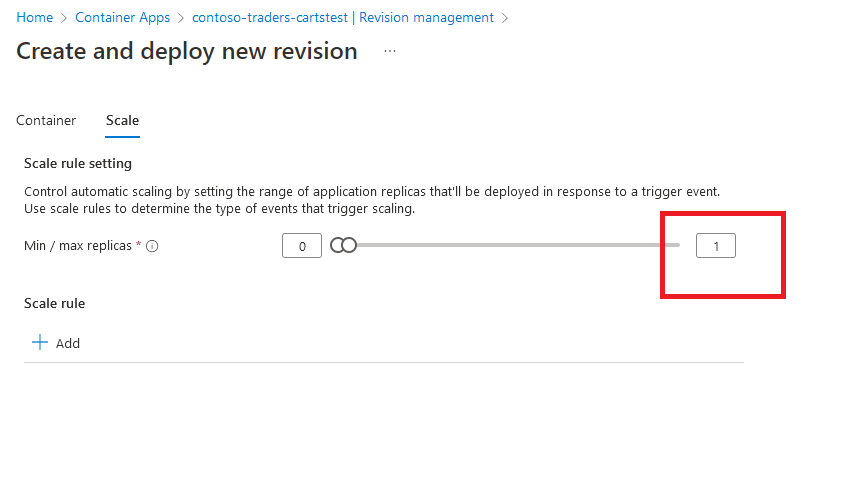 Home > Container Apps > contoso-traders-cartstest | Revision management >
Create and deploy new revision ...
Container Scale
Scale rule setting
Control automatic scaling by setting the range of application replicas that'll be deployed in response to a trigger event.
Use scale rules to determine the type of events that trigger scaling.
Min / max replicas * 0 1
Scale rule
+ Add